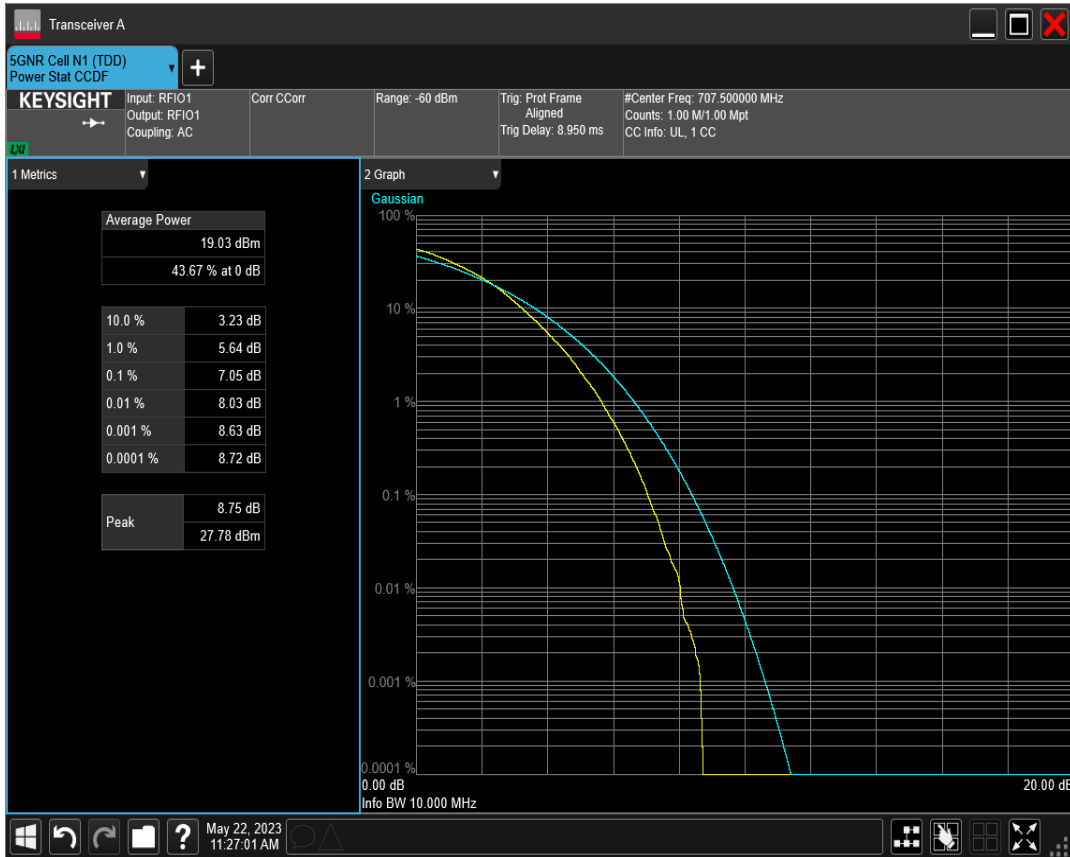 Transceiver A
5GNR Cell N1 (TDD)
Power Stat CCDF
+
KEYSIGHT
LXI
Input: RFIO1
Output: RFIO1
Coupling: AC
Corr CCorr
Range: -60 dBm
Trig: Prot Frame
Aligned
Trig Delay: 8.950 ms
#Center Freq: 707.500000 MHz
Counts: 1.00 M/1.00 Mpt
CC Info: UL, 1 CC
1 Metrics
Average Power
19.03 dBm
43.67 % at 0 dB
10.0 % 3.23 dB
1.0 % 5.64 dB
0.1 % 7.05 dB
0.01 % 8.03 dB
0.001 % 8.63 dB
0.0001 % 8.72 dB
Peak
8.75 dB
27.78 dBm
2 Graph
Gaussian
100 %
10 %
1 %
0.1 %
0.01 %
0.001 %
0.0001 %
0.00 dB
20.00 dB
Info BW 10.000 MHz
?
May 22, 2023
11:27:01 AM